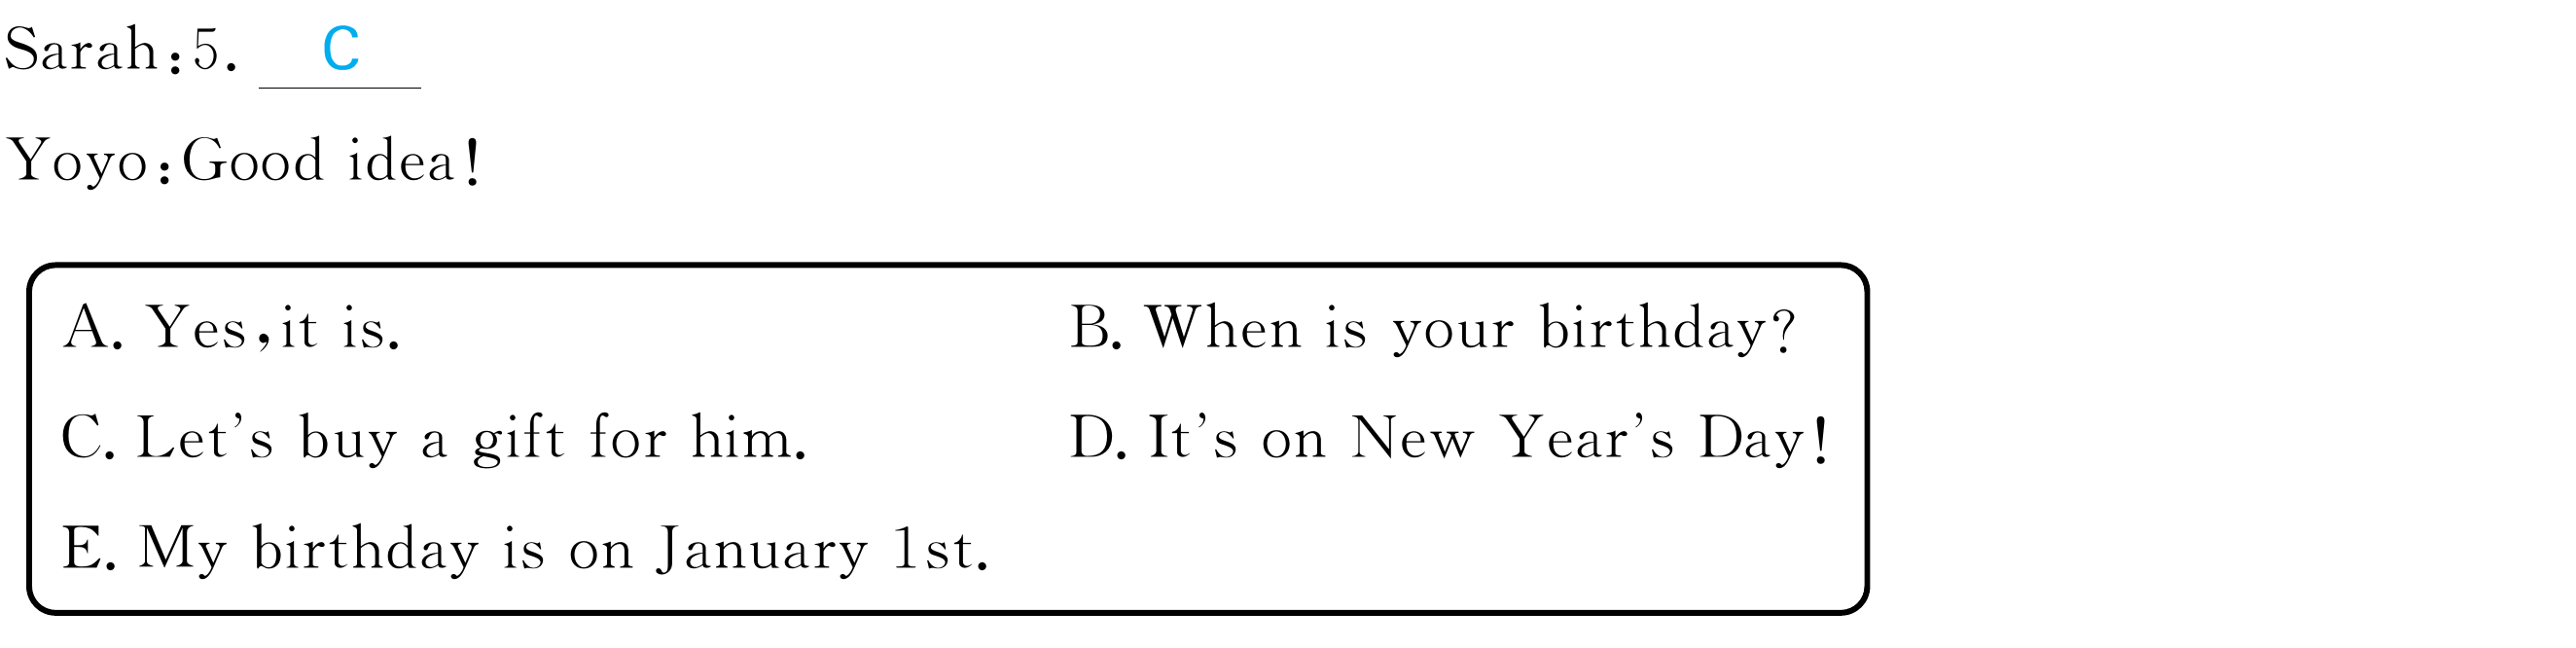 Sarah:5. C
Yoyo:Good idea!
A. Yes,it is. B. When is your birthday?
C. Let's buy a gift for him. D. It's on New Year's Day!
E. My birthday is on January 1st.